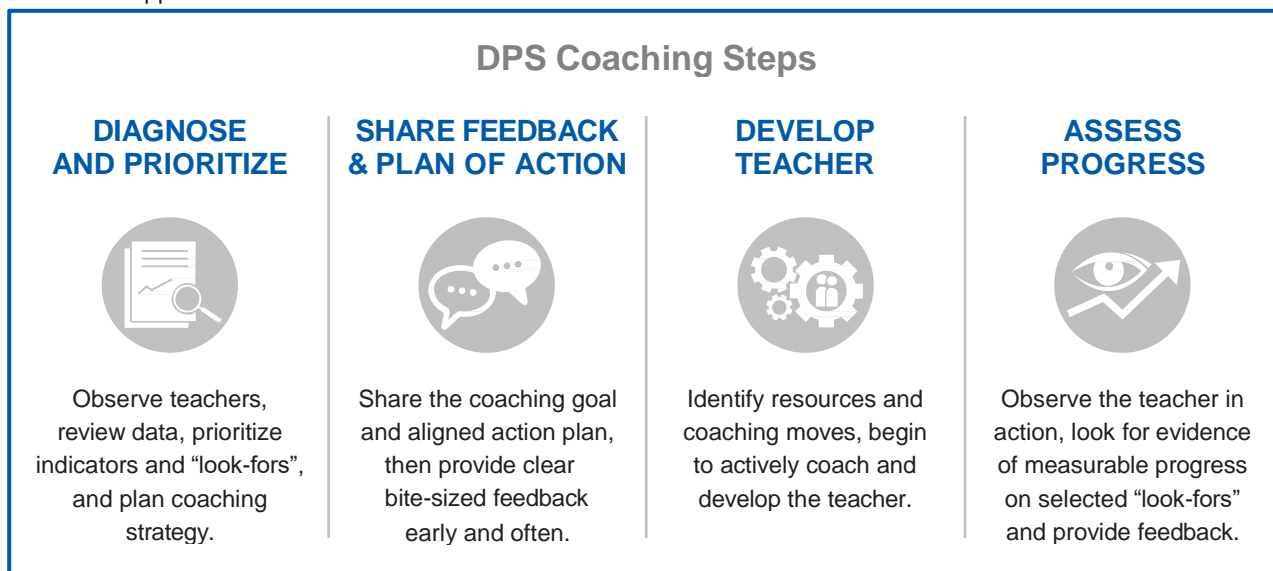 DPS Coaching Steps
DIAGNOSE
AND PRIORITIZE
Observe teachers,
review data, prioritize
indicators and “look-fors”,
and plan coaching
strategy.
SHARE FEEDBACK
& PLAN OF ACTION
Share the coaching goal
and aligned action plan,
then provide clear
bite-sized feedback
early and often.
DEVELOP
TEACHER
Identify resources and
coaching moves, begin
to actively coach and
develop the teacher.
ASSESS
PROGRESS
Observe the teacher in
action, look for evidence
of measurable progress
on selected “look-fors”
and provide feedback.